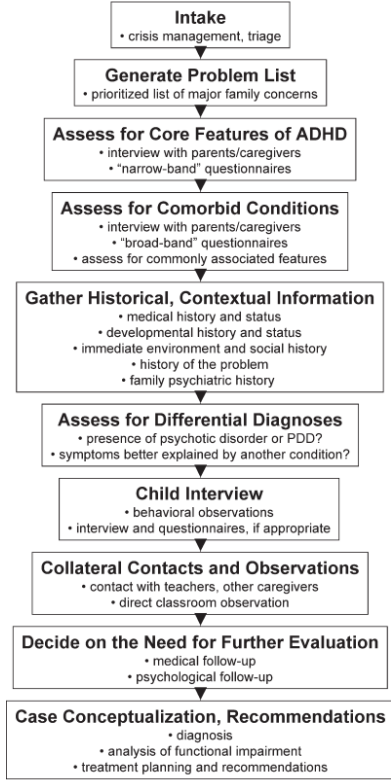 Intake
• crisis management, triage
Generate Problem List
• prioritized list of major family concerns
Assess for Core Features of ADHD
• interview with parents/caregivers
• “narrow-band” questionnaires
Assess for Comorbid Conditions
• interview with parents/caregivers
• “broad-band” questionnaires
• assess for commonly associated features
Gather Historical, Contextual Information
• medical history and status
• developmental history and status
• immediate environment and social history
• history of the problem
• family psychiatric history
Assess for Differential Diagnoses
• presence of psychotic disorder or PDD?
• symptoms better explained by another condition?
Child Interview
• behavioral observations
• interview and questionnaires, if appropriate
Collateral Contacts and Observations
• contact with teachers, other caregivers
• direct classroom observation
Decide on the Need for Further Evaluation
• medical follow-up
• psychological follow-up
Case Conceptualization, Recommendations
• diagnosis
• analysis of functional impairment
• treatment planning and recommendations